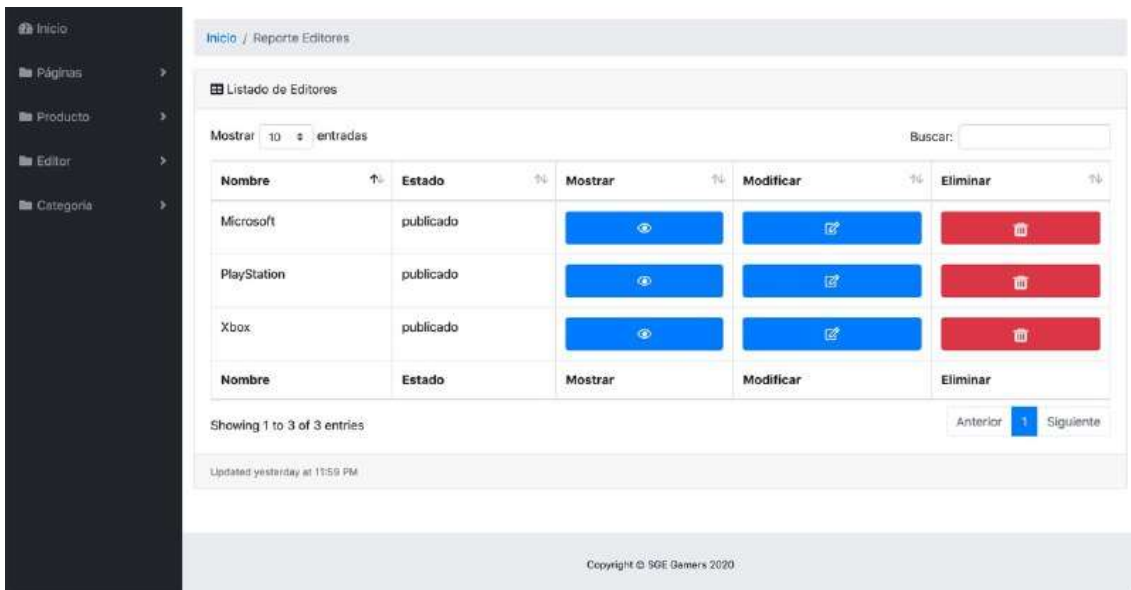 Inicio
Páginas
Producto
Editor
Categoria
Inicio / Reporte Editores
Listado de Editores
Mostrar 10 entradas
Buscar:
Nombre Estado Mostrar Modificar Eliminar
Microsoft publicado
PlayStation publicado
Xbox publicado
Nombre Estado Mostrar Modificar Eliminar
Showing 1 to 3 of 3 entries
Anterior 1 Siguiente
Updated yesterday at 11:59 PM
Copyright © SGE Gamers 2020